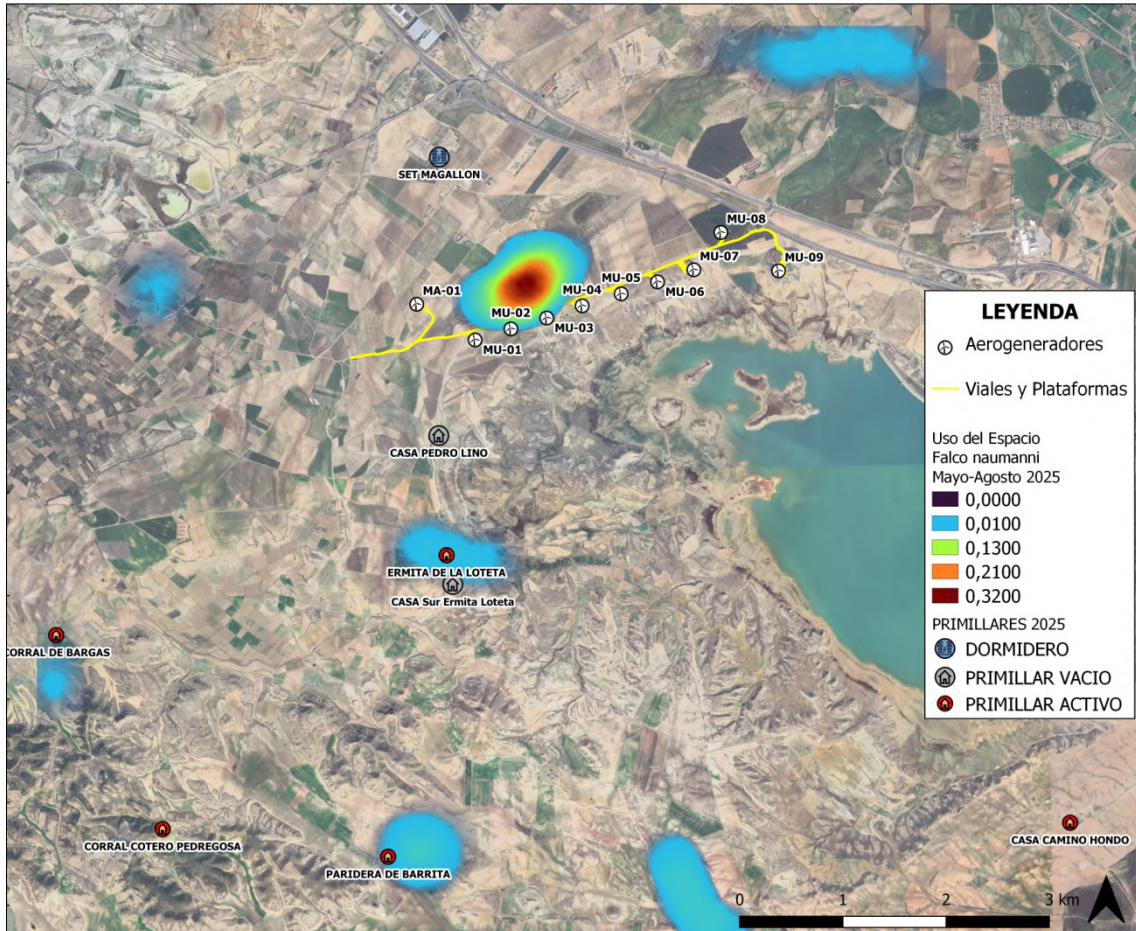 SET MAGALLON
MU-08
MU-07
MU-09
MA-01
MU-05
MU-06
MU-04
MU-02
MU-03
MU-01
CASA PEDRO LINO
ERMITA DE LA LOTETA
CASA Sur Ermita Loteta
CORRAL DE BARGAS
CORRAL COTERO PEDREGOSA
PARIDERA DE BARRITA
CASA CAMINO HONDO
LEYENDA
Aerogeneradores
Viales y Plataformas
Uso del Espacio
Falco naumanni
Mayo-Agosto 2025
0,0000
0,0100
0,1300
0,2100
0,3200
PRIMILLARES 2025
DORMIDERO
PRIMILLAR VACIO
PRIMILLAR ACTIVO
0 1 2 3 km